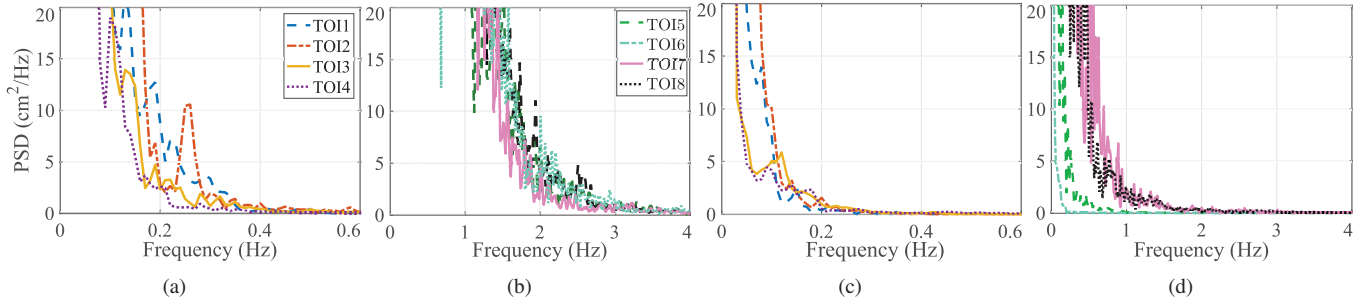 PSD (cm²/Hz)
20
15
10
5
0
0.2
0.4
0.6
Frequency (Hz)
TOI1
TOI2
TOI3
TOI4
(a)
20
15
10
5
0
1
2
3
4
Frequency (Hz)
TOI5
TOI6
TOI7
TOI8
(b)
20
15
10
5
0
0
0.2
0.4
0.6
Frequency (Hz)
(c)
20
15
10
5
0
0
1
2
3
4
Frequency (Hz)
(d)